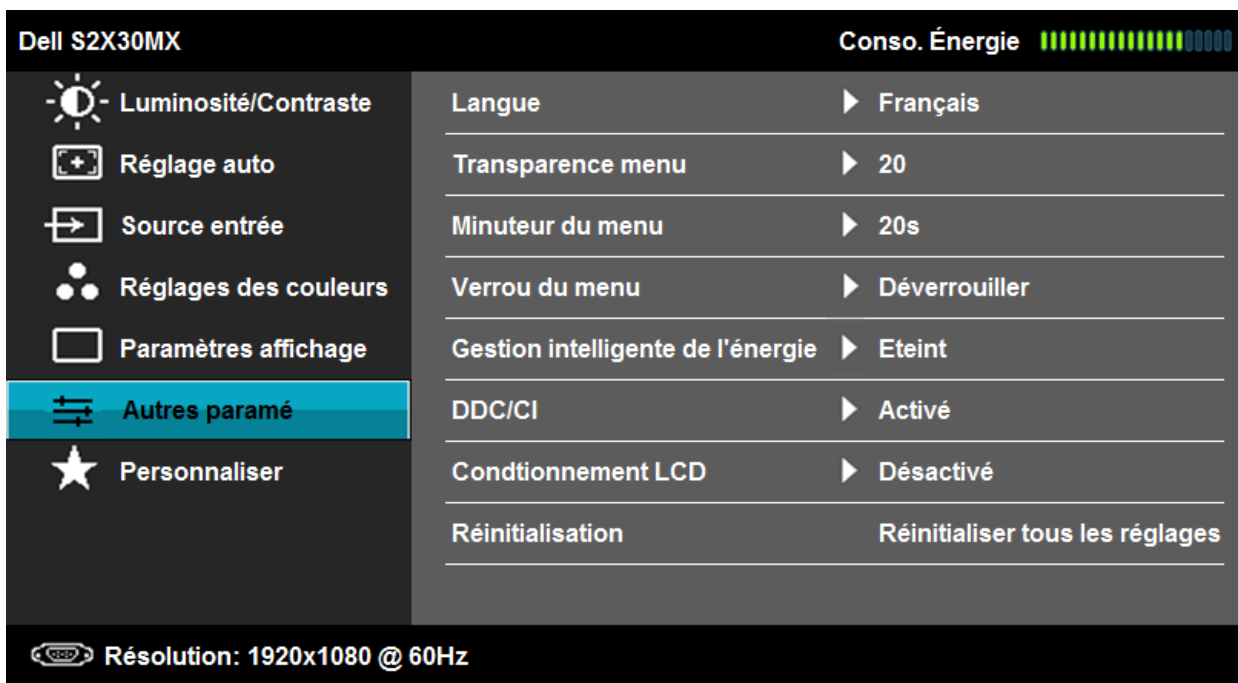 Dell S2X30MX Conso. Énergie
Luminosité/Contraste Langue Français
Réglage auto Transparence menu 20
Source entrée Minuteur du menu 20s
Réglages des couleurs Verrou du menu Déverrouiller
Paramètres affichage Gestion intelligente de l'énergie Eteint
Autres paramé DDC/CI Activé
Personnaliser Condtionnement LCD Désactivé
Réinitialisation Réinitialiser tous les réglages
Résolution: 1920x1080 @ 60Hz